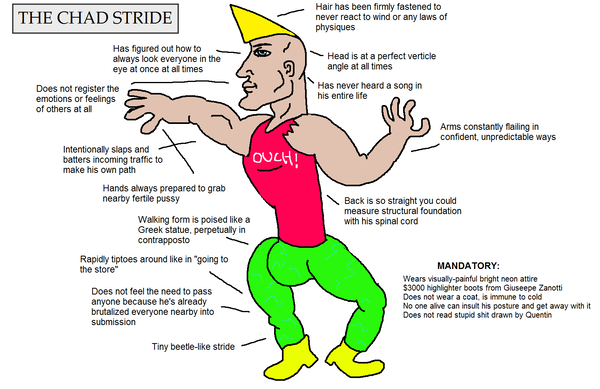 THE CHAD STRIDE
Hair has been firmly fastened to
never react to wind or any laws of
physiques
Has figured out how to
always look everyone in the
eye at once at all times
Head is at a perfect verticle
angle at all times
Does not register the
emotions or feelings
of others at all
Has never heard a song in
his entire life
Arms constantly flailing in
confident, unpredictable ways
Intentionally slaps and
batters incoming traffic to
make his own path
OUCH!
Hands always prepared to grab
nearby fertile pussy
Back is so straight you could
measure structural foundation
with his spinal cord
Walking form is poised like a
Greek statue, perpetually in
contrapposto
Rapidly tiptoes around like in "going to
the store"
Does not feel the need to pass
anyone because he's already
brutalized everyone nearby into
submission
Tiny beetle-like stride
MANDATORY:
Wears visually-painful bright neon attire
$3000 highlighter boots from Giuseepe Zanotti
Does not wear a coat, is immune to cold
No one alive can insult his posture and get away with it
Does not read stupid shit drawn by Quentin